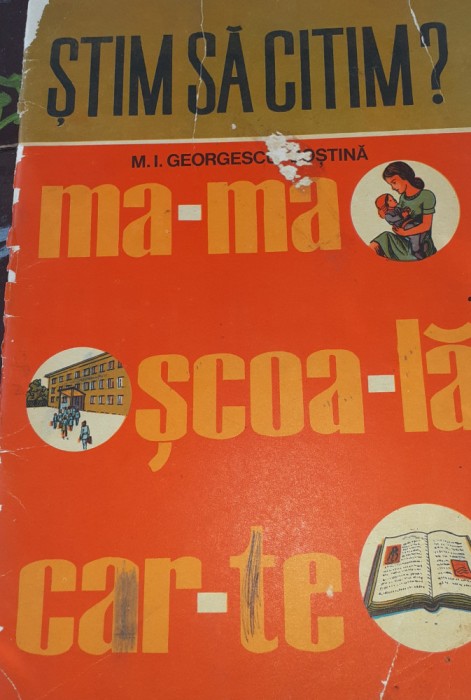 ȘTIM SĂ CITIM?
M. I. GEORGESCU
ma-ma
școa-lă
car-te